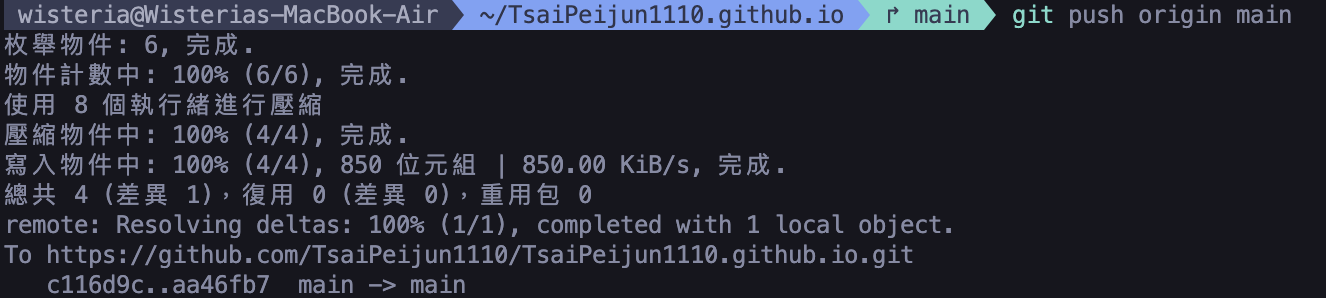 wisteria@Wisterias-MacBook-Air ~/TsaiPeijun1110.github.io ↱ main git push origin main
枚舉物件: 6, 完成.
物件計數中: 100% (6/6), 完成.
使用 8 個執行緒進行壓縮
壓縮物件中: 100% (4/4), 完成.
寫入物件中: 100% (4/4), 850 位元組 | 850.00 KiB/s, 完成.
總共 4 (差異 1)，復用 0 (差異 0)，重用包 0
remote: Resolving deltas: 100% (1/1), completed with 1 local object.
To https://github.com/TsaiPeijun1110/TsaiPeijun1110.github.io.git
   c116d9c..aa46fb7  main -> main